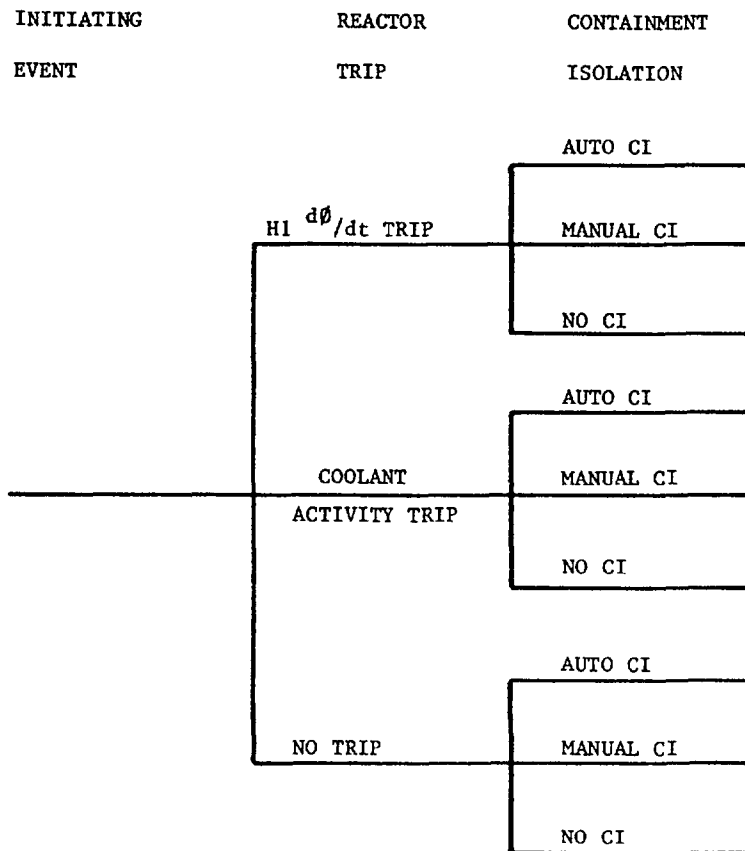 INITIATING REACTOR CONTAINMENT
EVENT TRIP ISOLATION
AUTO CI
H1 dØ/dt TRIP MANUAL CI
NO CI
AUTO CI
COOLANT MANUAL CI
ACTIVITY TRIP
NO CI
AUTO CI
NO TRIP MANUAL CI
NO CI